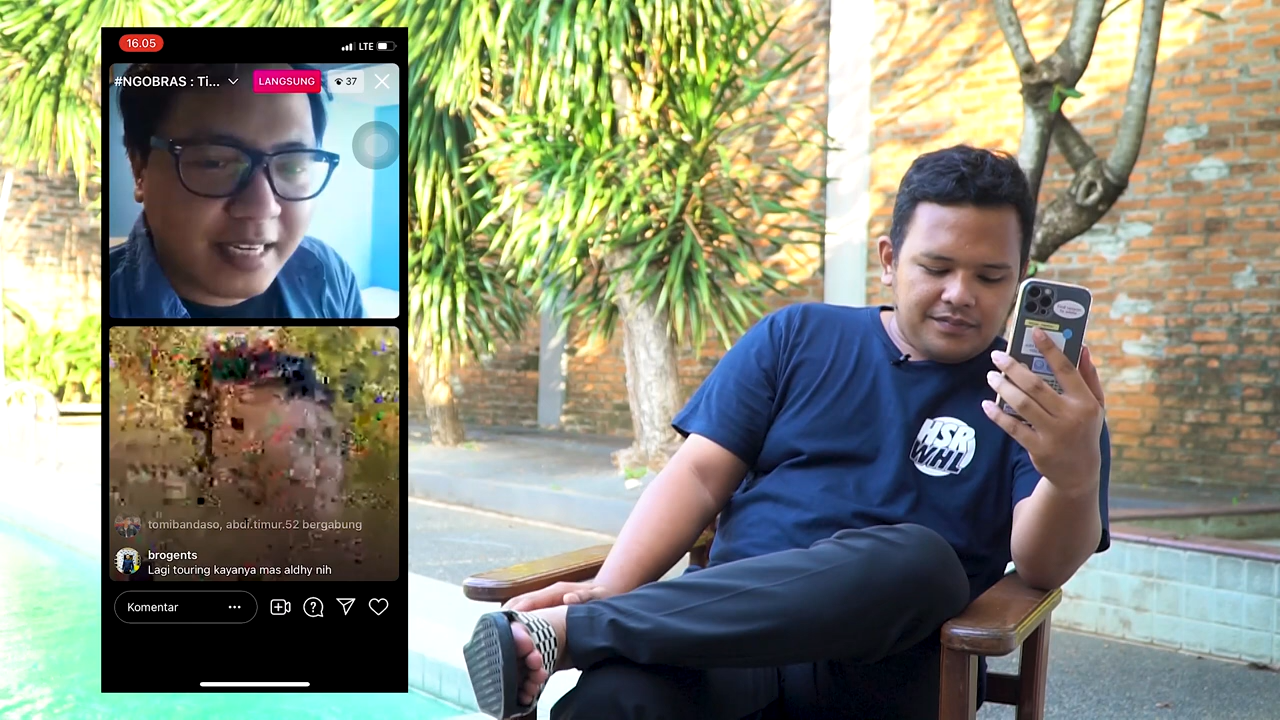 16.05
LTE
#NGOBRAS : Ti...
LANGSUNG
37
tomibandaso, abdi.timur.52 bergabung
brogents
Lagi touring kayanya mas aldhy nih
Komentar
HSR
WHL